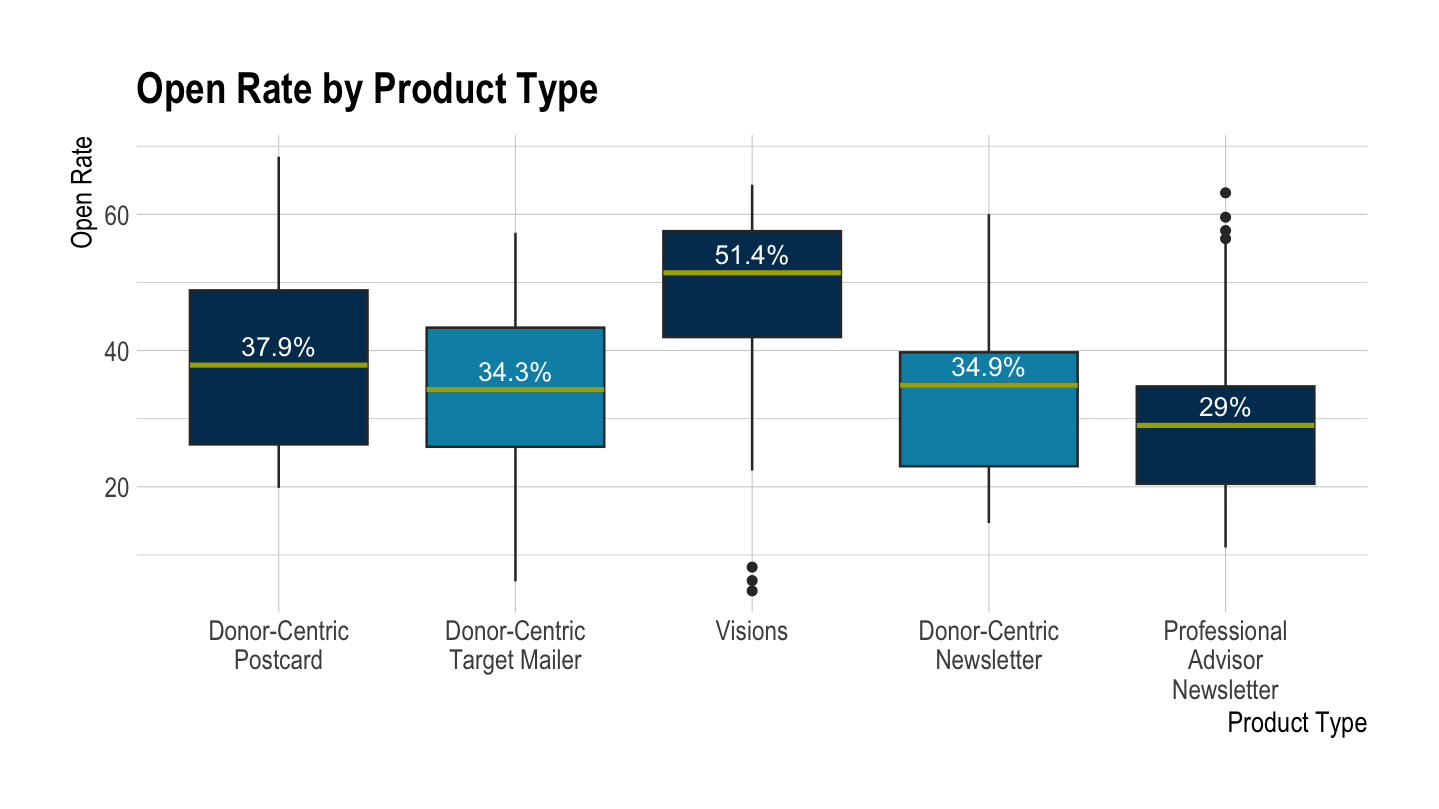 Open Rate by Product Type
Open Rate
60
40
20
37.9%
34.3%
51.4%
34.9%
29%
Donor-Centric
Postcard
Donor-Centric
Target Mailer
Visions
Donor-Centric
Newsletter
Professional
Advisor
Newsletter
Product Type